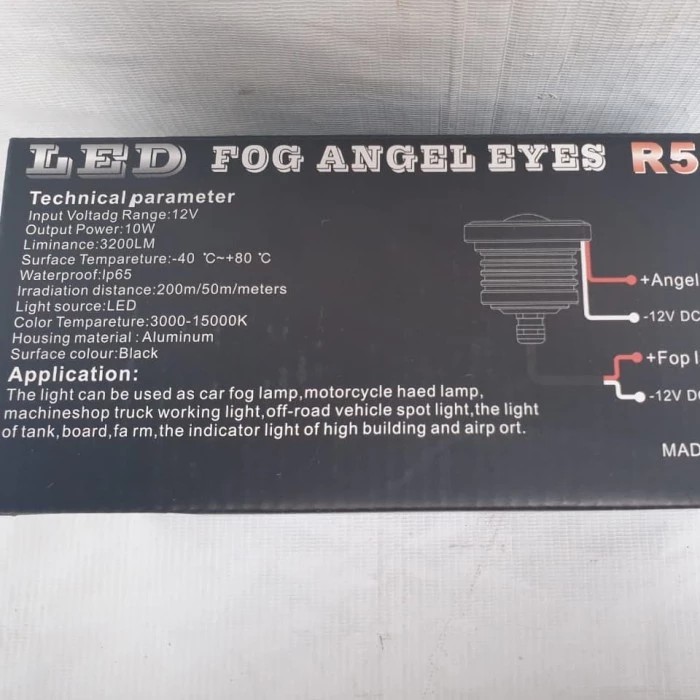 LED FOG ANGEL EYES R5
Technical parameter
Input Voltadg Range:12V
Output Power:10W
Liminance:3200LM
Surface Tempareture:-40 ℃~+80 ℃
Waterproof:Ip65
Irradiation distance:200m/50m/meters
Light source:LED
Color Tempareture:3000-15000K
Housing material : Aluminum
Surface colour:Black
Application:
The light can be used as car fog lamp,motorcycle haed lamp,
machineshop truck working light,off-road vehicle spot light,the light
of tank,board,fa rm,the indicator light of high building and airp ort.
+Angel
-12V DC
+Fop l
-12V D
MAD